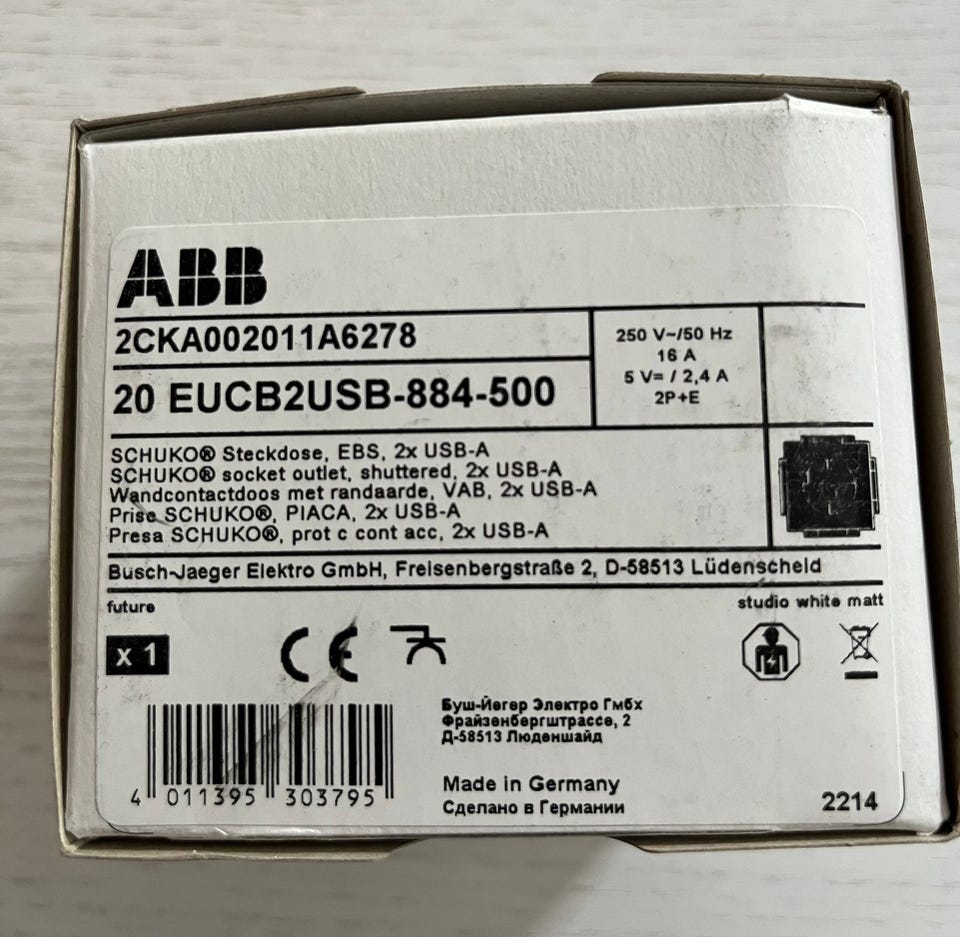 ABB
2CKA002011A6278
20 EUCB2USB-884-500
250 V~/50 Hz
16 A
5 V= / 2,4 A
2P+E
SCHUKO® Steckdose, EBS, 2x USB-A
SCHUKO® socket outlet, shuttered, 2x USB-A
Wandcontactdoos met randaarde, VAB, 2x USB-A
Prise SCHUKO®, PIACA, 2x USB-A
Presa SCHUKO®, prot c cont acc, 2x USB-A
Busch-Jaeger Elektro GmbH, Freisenbergstraße 2, D-58513 Lüdenscheid
future
studio white matt
x 1
CE
Буш-Йегер Электро Гмбх
Фрайзенбергштрассе, 2
Д-58513 Люденшайд
4 011395 303795
Made in Germany
Сделано в Германии
2214